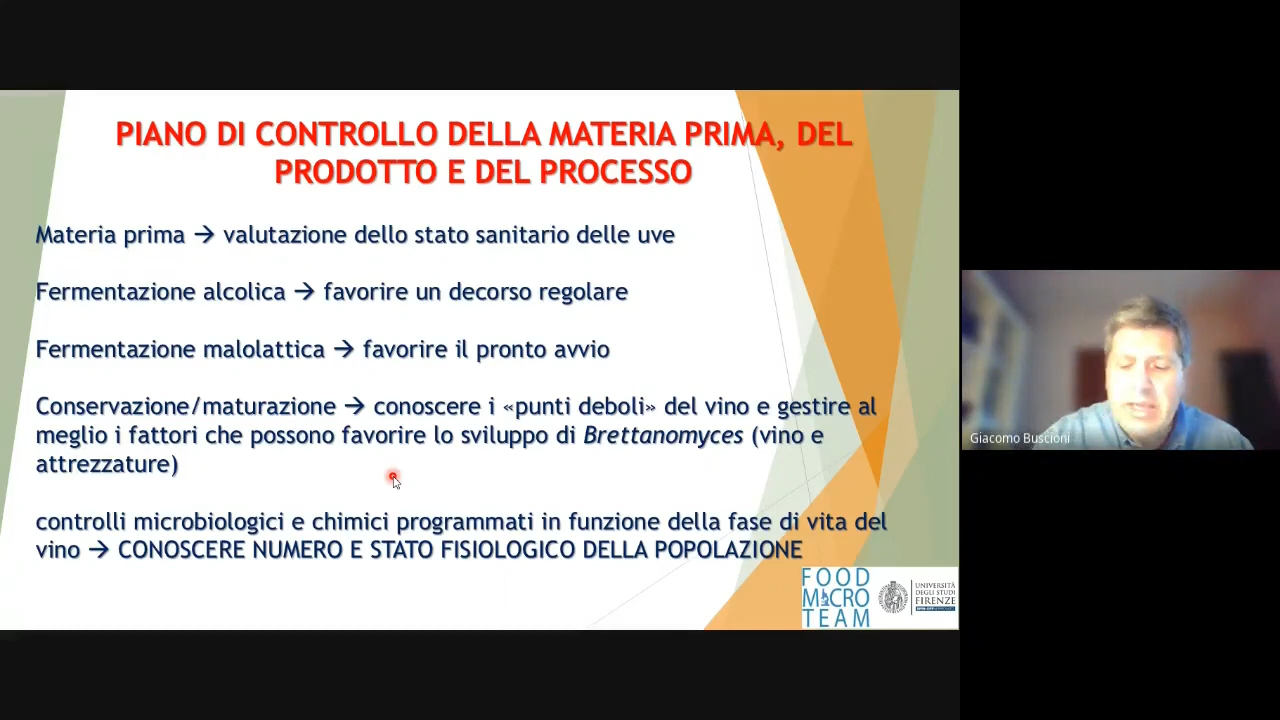 PIANO DI CONTROLLO DELLA MATERIA PRIMA, DEL
PRODOTTO E DEL PROCESSO
Materia prima → valutazione dello stato sanitario delle uve
Fermentazione alcolica → favorire un decorso regolare
Fermentazione malolattica → favorire il pronto avvio
Conservazione/maturazione → conoscere i «punti deboli» del vino e gestire al
meglio i fattori che possono favorire lo sviluppo di Brettanomyces (vino e
attrezzature)
controlli microbiologici e chimici programmati in funzione della fase di vita del
vino → CONOSCERE NUMERO E STATO FISIOLOGICO DELLA POPOLAZIONE
FOOD
MICRO
TEAM
UNIVERSITÀ
DEGLI STUDI
FIRENZE
Giacomo Buscioni